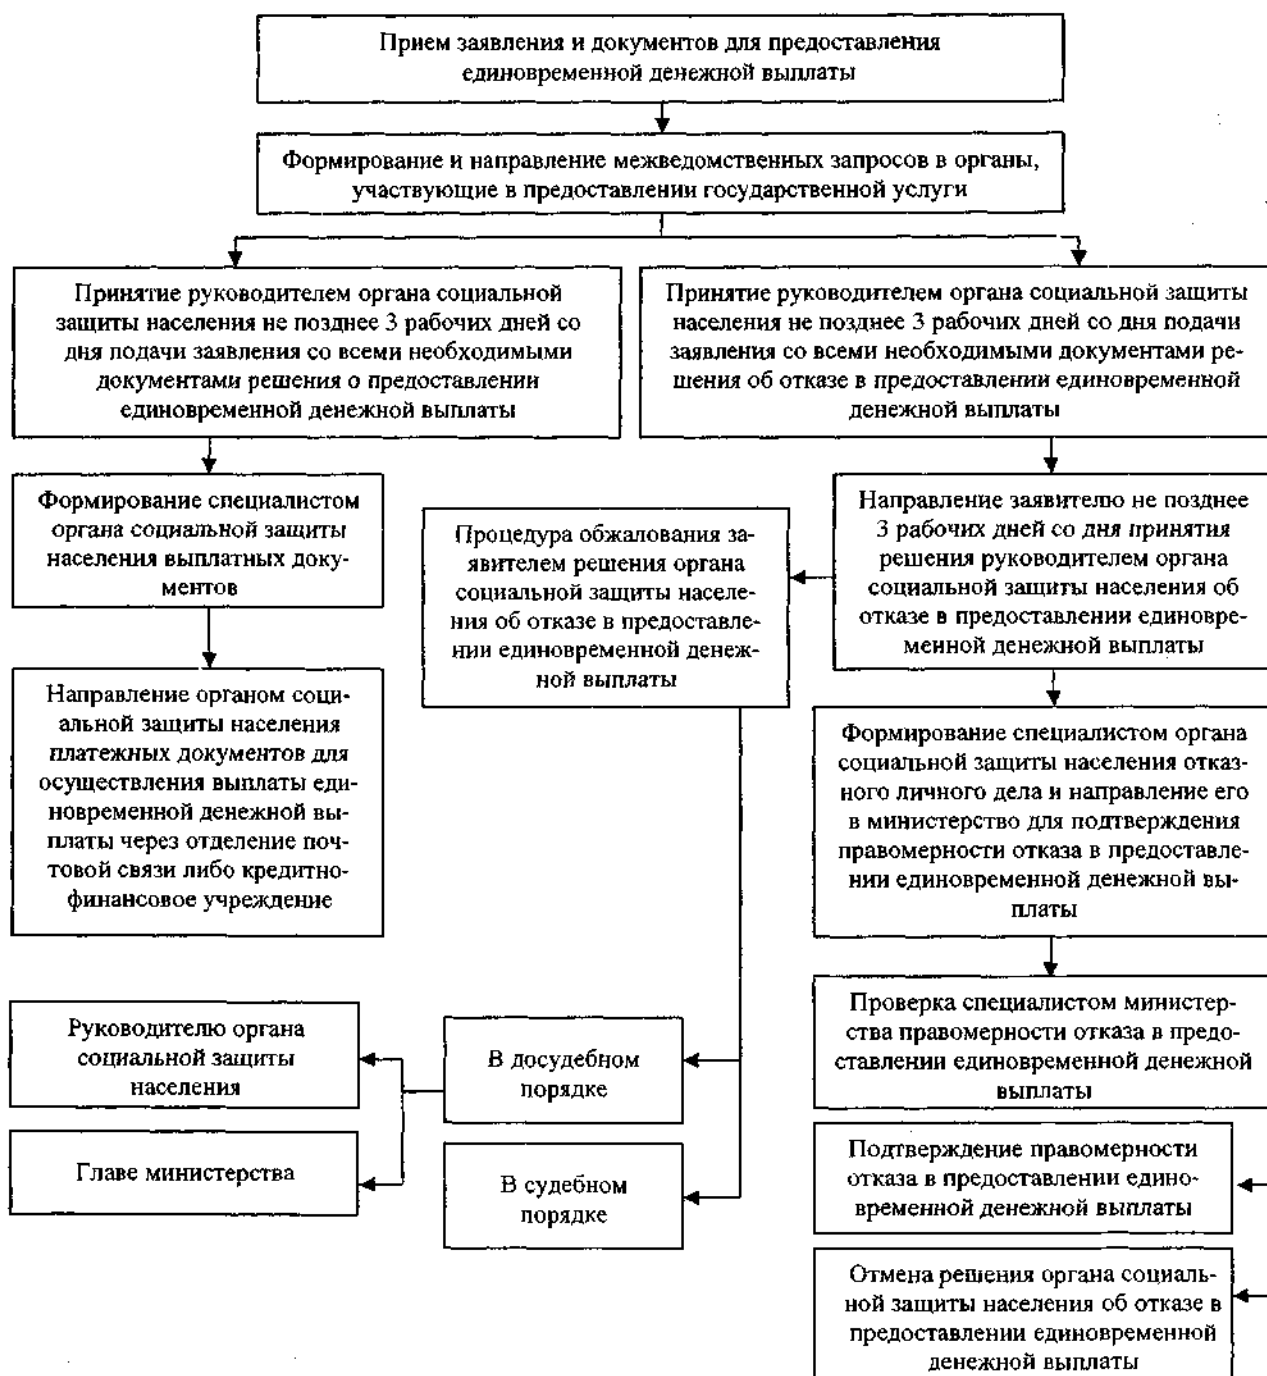 Прием заявления и документов для предоставления
единовременной денежной выплаты
Формирование и направление межведомственных запросов в органы,
участвующие в предоставлении государственной услуги
Принятие руководителем органа социальной
защиты населения не позднее 3 рабочих дней со
дня подачи заявления со всеми необходимыми
документами решения о предоставлении
единовременной денежной выплаты
Принятие руководителем органа социальной защиты
населения не позднее 3 рабочих дней со дня подачи
заявления со всеми необходимыми документами ре-
шения об отказе в предоставлении единовременной
денежной выплаты
Формирование специалистом
органа социальной защиты
населения выплатных доку-
ментов
Процедура обжалования за-
явителем решения органа
социальной защиты населе-
ния об отказе в предоставле-
нии единовременной денеж-
ной выплаты
Направление заявителю не позднее
3 рабочих дней со дня принятия
решения руководителем органа
социальной защиты населения об
отказе в предоставлении единовре-
менной денежной выплаты
Направление органом соци-
альной защиты населения
платежных документов для
осуществления выплаты еди-
новременной денежной вы-
платы через отделение поч-
товой связи либо кредитно-
финансовое учреждение
Формирование специалистом органа
социальной защиты населения отказ-
ного личного дела и направление его
в министерство для подтверждения
правомерности отказа в предоставле-
нии единовременной денежной вы-
платы
Проверка специалистом министер-
ства правомерности отказа в предо-
ставлении единовременной денежной
выплаты
Руководителю органа
социальной защиты
населения
В досудебном
порядке
Главе министерства
В судебном
порядке
Подтверждение правомерности
отказа в предоставлении едино-
временной денежной выплаты
Отмена решения органа социаль-
ной защиты населения об отказе в
предоставлении единовременной
денежной выплаты